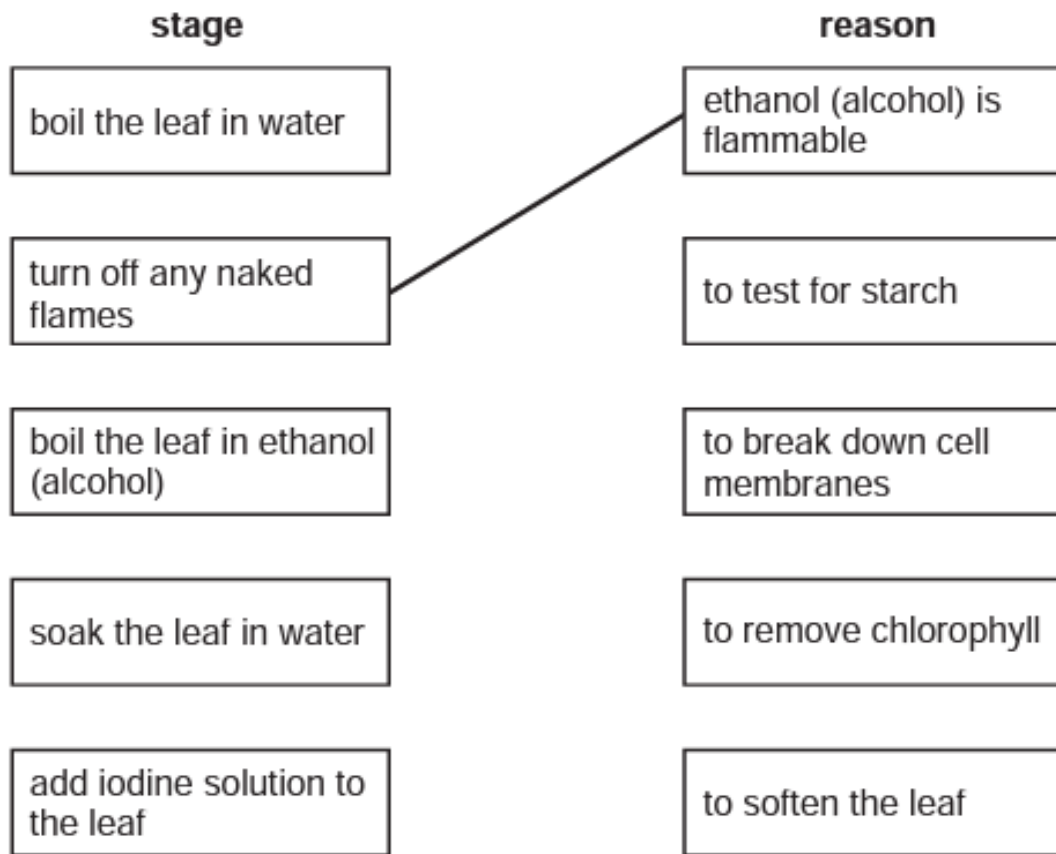 stage
reason
boil the leaf in water
ethanol (alcohol) is
flammable
turn off any naked
flames
to test for starch
boil the leaf in ethanol
(alcohol)
to break down cell
membranes
soak the leaf in water
to remove chlorophyll
add iodine solution to
the leaf
to soften the leaf